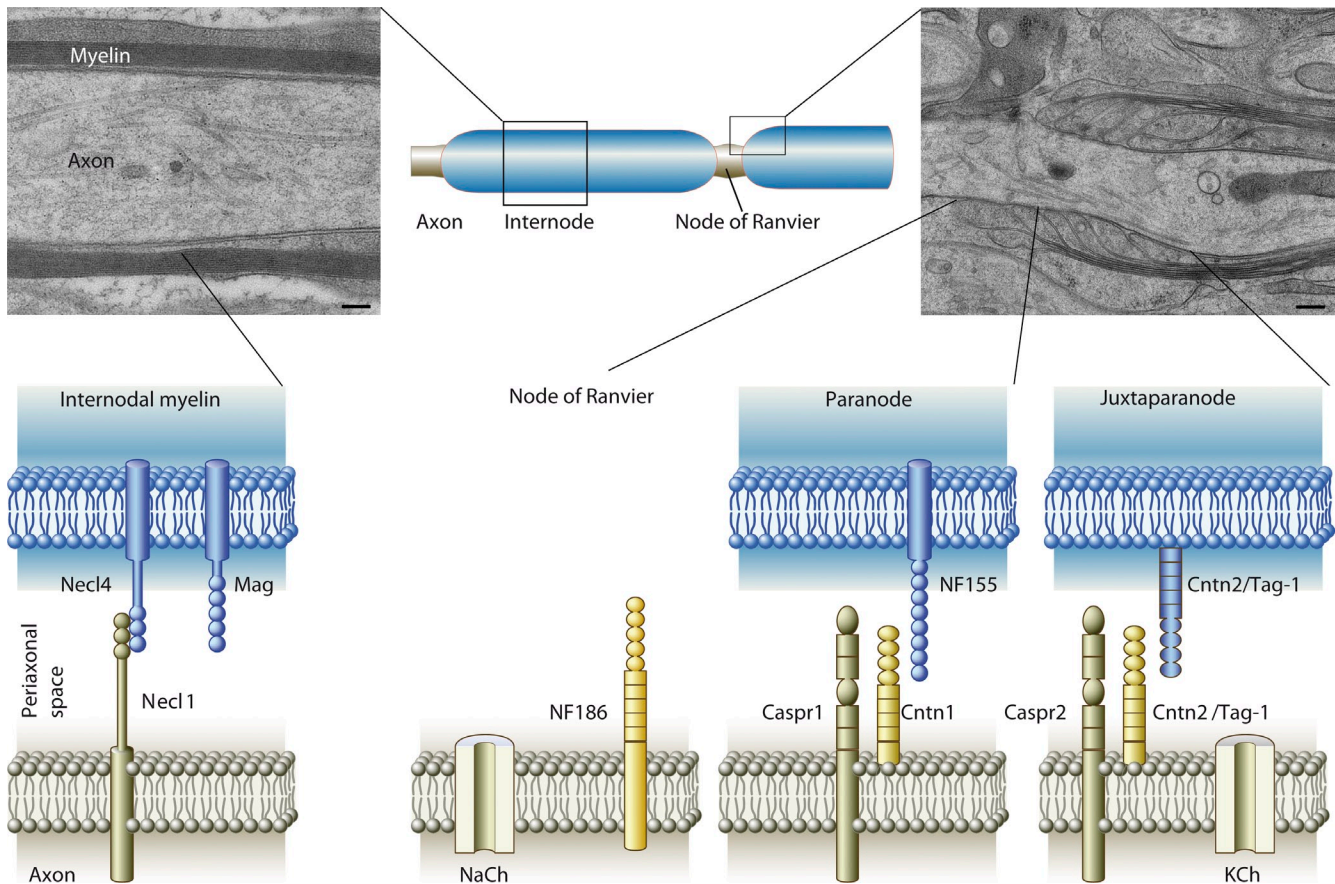 Myelin
Axon
Axon
Internode
Node of Ranvier
Internodal myelin
Node of Ranvier
Paranode
Juxtaparanode
Necl4
Mag
NF155
Cntn2/Tag-1
Periaxonal
space
Necl1
NF186
Caspr1
Cntn1
Caspr2
Cntn2 /Tag-1
Axon
NaCh
KCh